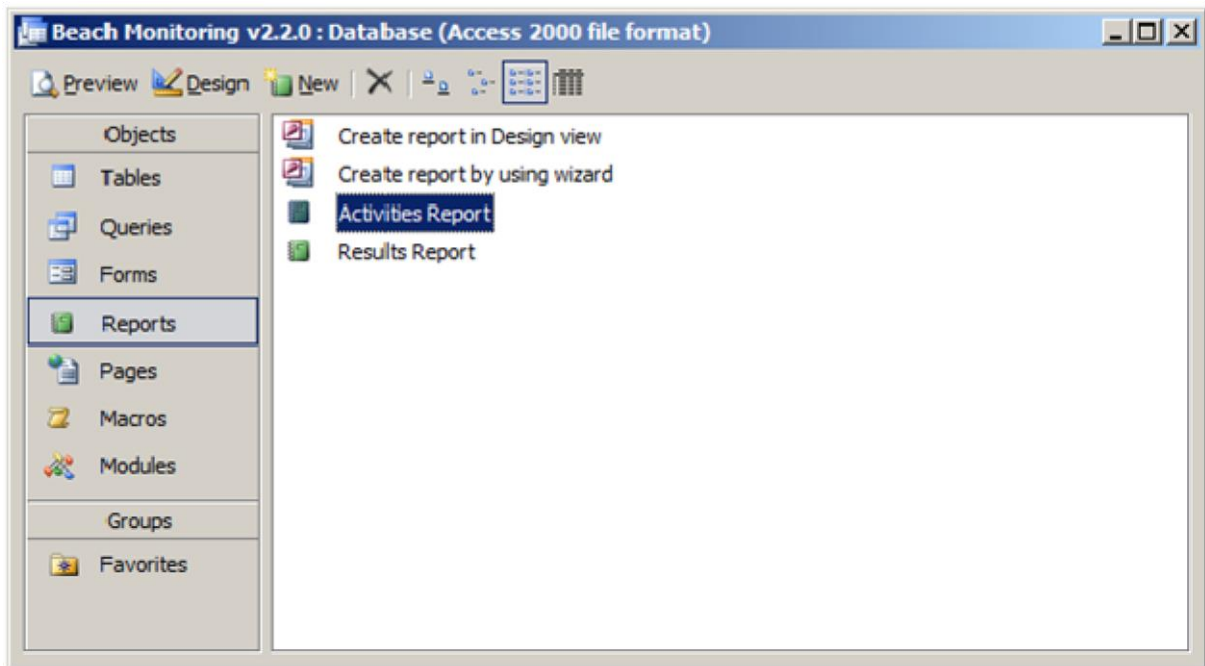 Beach Monitoring v2.2.0 : Database (Access 2000 file format)
Preview Design New
Objects
Tables
Queries
Forms
Reports
Pages
Macros
Modules
Groups
Favorites
Create report in Design view
Create report by using wizard
Activities Report
Results Report